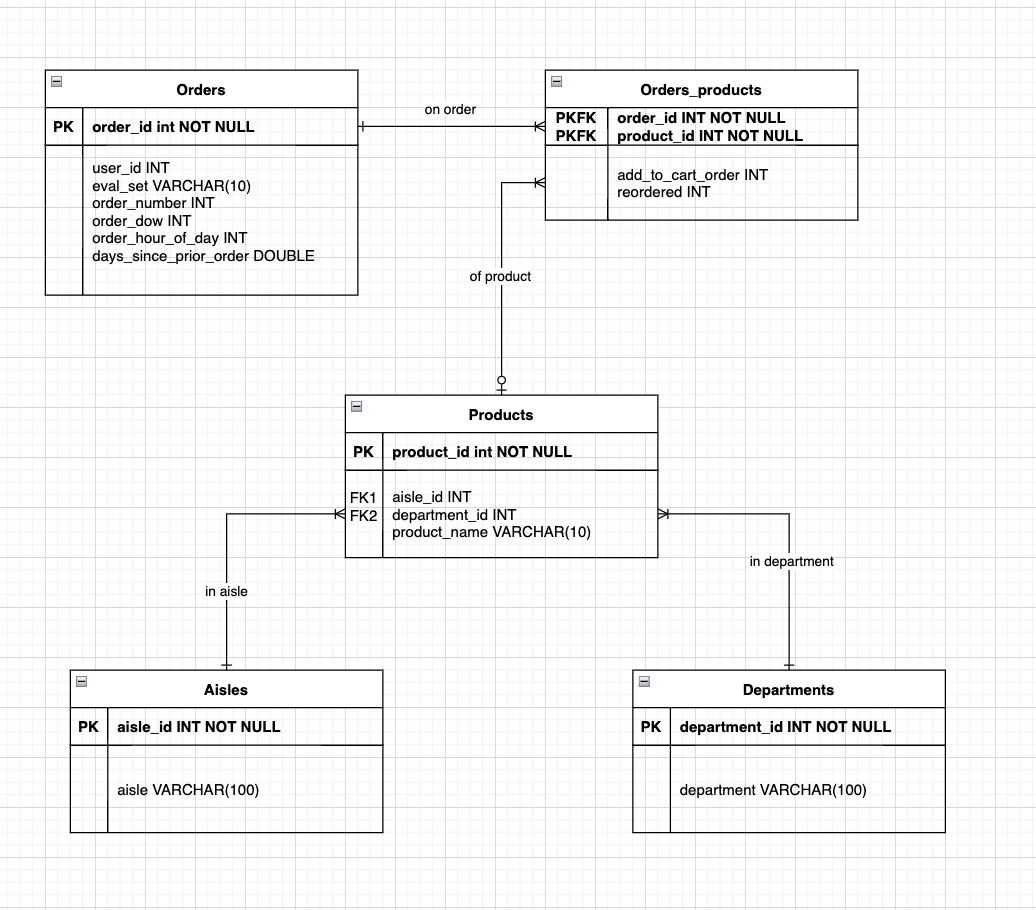 Orders
PK order_id int NOT NULL
user_id INT
eval_set VARCHAR(10)
order_number INT
order_dow INT
order_hour_of_day INT
days_since_prior_order DOUBLE
on order
Orders_products
PKFK order_id INT NOT NULL
PKFK product_id INT NOT NULL
add_to_cart_order INT
reordered INT
of product
Products
PK product_id int NOT NULL
FK1 aisle_id INT
FK2 department_id INT
product_name VARCHAR(10)
in aisle
in department
Aisles
PK aisle_id INT NOT NULL
aisle VARCHAR(100)
Departments
PK department_id INT NOT NULL
department VARCHAR(100)